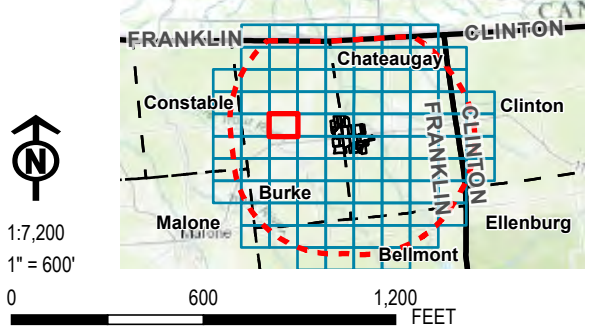 CAN
FRANKLIN
CLINTON
Chateaugay
Constable
Clinton
FRANKLIN
CLINTON
Burke
Malone
Malone
Ellenburg
Bellmont
N
1:7,200
1" = 600'
0 600 1,200
FEET